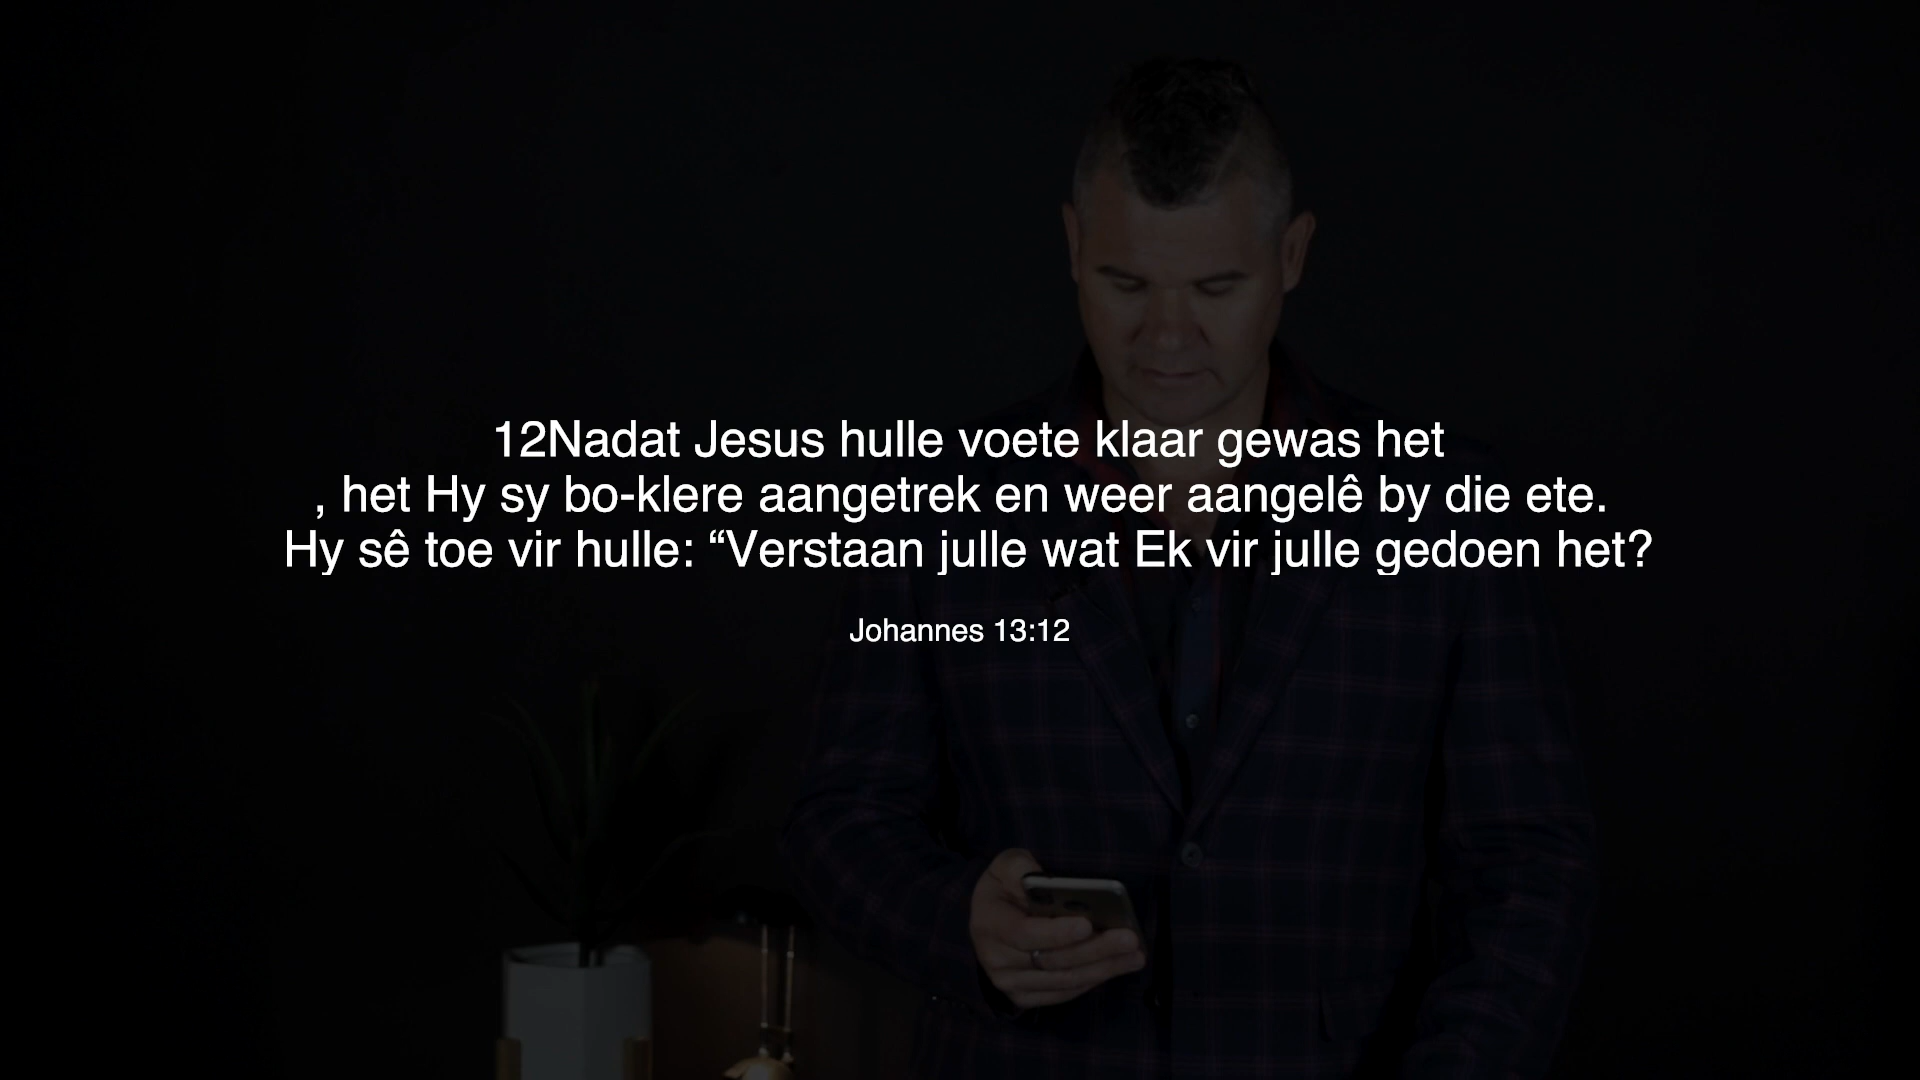 12Nadat Jesus hulle voete klaar gewas het
, het Hy sy bo-klere aangetrek en weer aangelê by die ete.
Hy sê toe vir hulle: “Verstaan julle wat Ek vir julle gedoen het?
Johannes 13:12